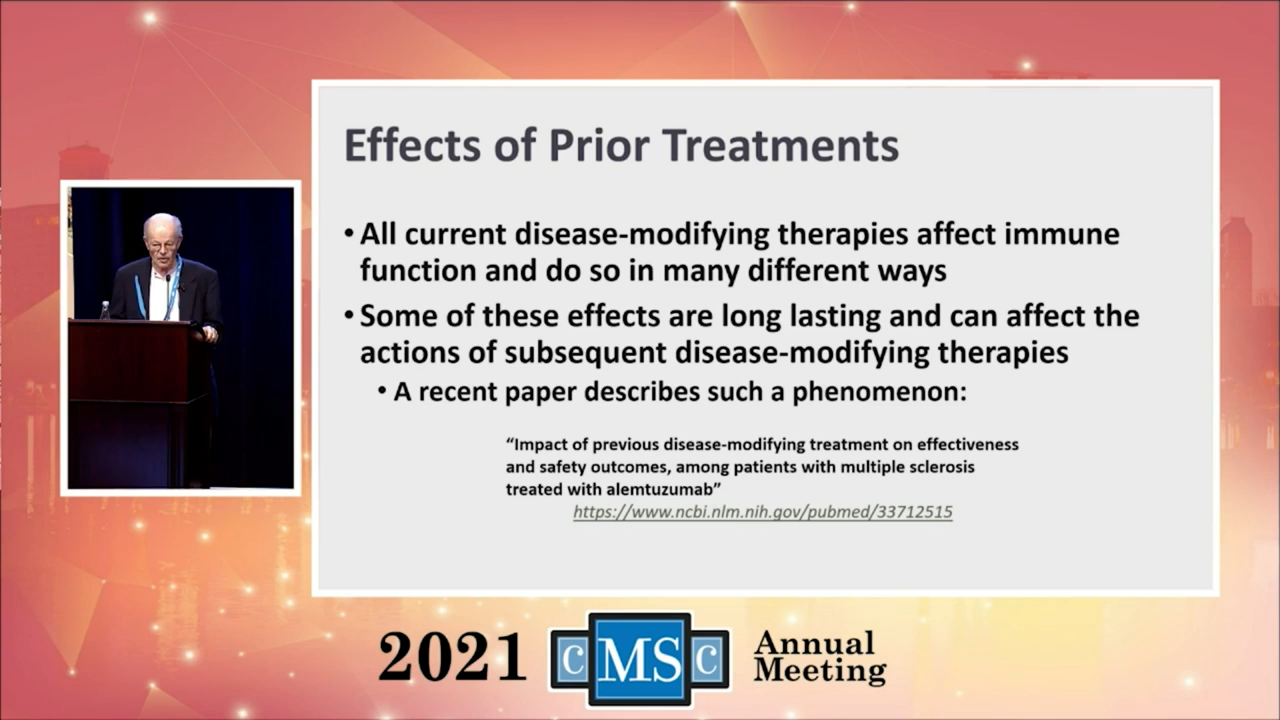 Effects of Prior Treatments
• All current disease-modifying therapies affect immune
function and do so in many different ways
• Some of these effects are long lasting and can affect the
actions of subsequent disease-modifying therapies
• A recent paper describes such a phenomenon:
“Impact of previous disease-modifying treatment on effectiveness
and safety outcomes, among patients with multiple sclerosis
treated with alemtuzumab”
https://www.ncbi.nlm.nih.gov/pubmed/33712515
2021 CMSC Annual
Meeting